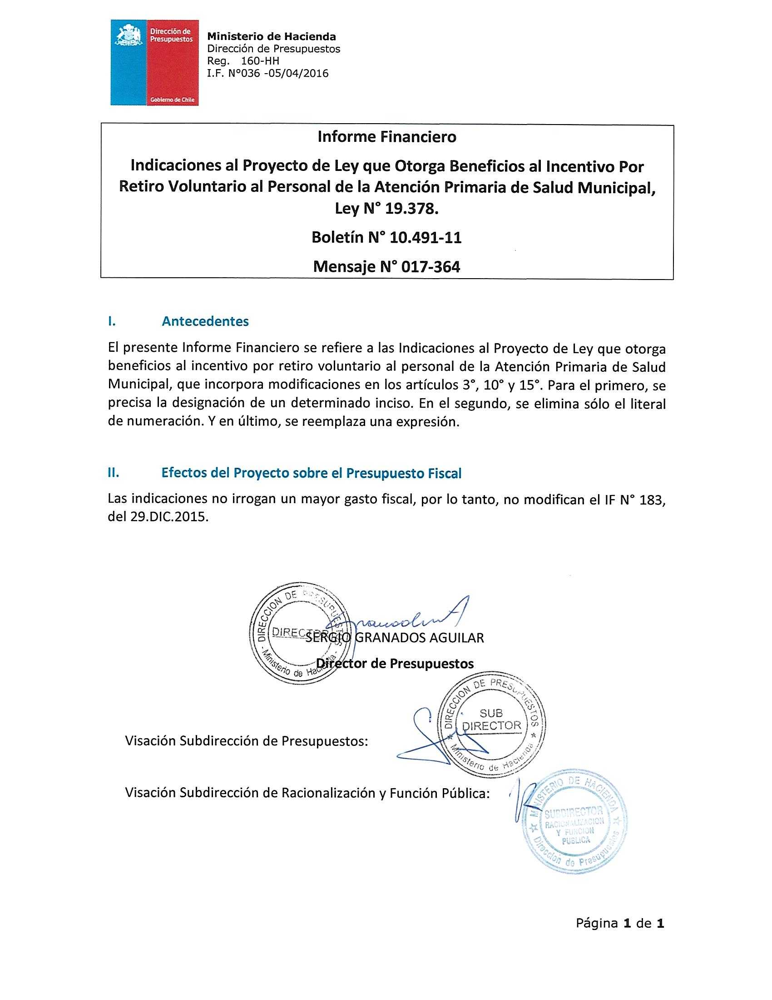 Dirección de
Presupuestos
Gobierno de Chile
Ministerio de Hacienda
Dirección de Presupuestos
Reg. 160-HH
I.F. N°036 -05/04/2016
Informe Financiero
Indicaciones al Proyecto de Ley que Otorga Beneficios al Incentivo Por
Retiro Voluntario al Personal de la Atención Primaria de Salud Municipal,
Ley N° 19.378.
Boletín N° 10.491-11
Mensaje N° 017-364
I. Antecedentes
El presente Informe Financiero se refiere a las Indicaciones al Proyecto de Ley que otorga
beneficios al incentivo por retiro voluntario al personal de la Atención Primaria de Salud
Municipal, que incorpora modificaciones en los artículos 3°, 10° y 15°. Para el primero, se
precisa la designación de un determinado inciso. En el segundo, se elimina sólo el literal
de numeración. Y en último, se reemplaza una expresión.
II. Efectos del Proyecto sobre el Presupuesto Fiscal
Las indicaciones no irrogan un mayor gasto fiscal, por lo tanto, no modifican el IF N° 183,
del 29.DIC.2015.
DIRECCION DE PRESUPUESTOS
DIRECTOR
- Ministerio de Hacienda -
SERGIO GRANADOS AGUILAR
Director de Presupuestos
DIRECCION DE PRESUPUESTOS
SUB
DIRECTOR
Ministerio de Hacienda
Visación Subdirección de Presupuestos:
Visación Subdirección de Racionalización y Función Pública:
MINISTERIO DE HACIENDA
SUBDIRECTOR
RACIONALIZACION
Y FUNCION
PUBLICA
Dirección de Presupuestos
Página 1 de 1